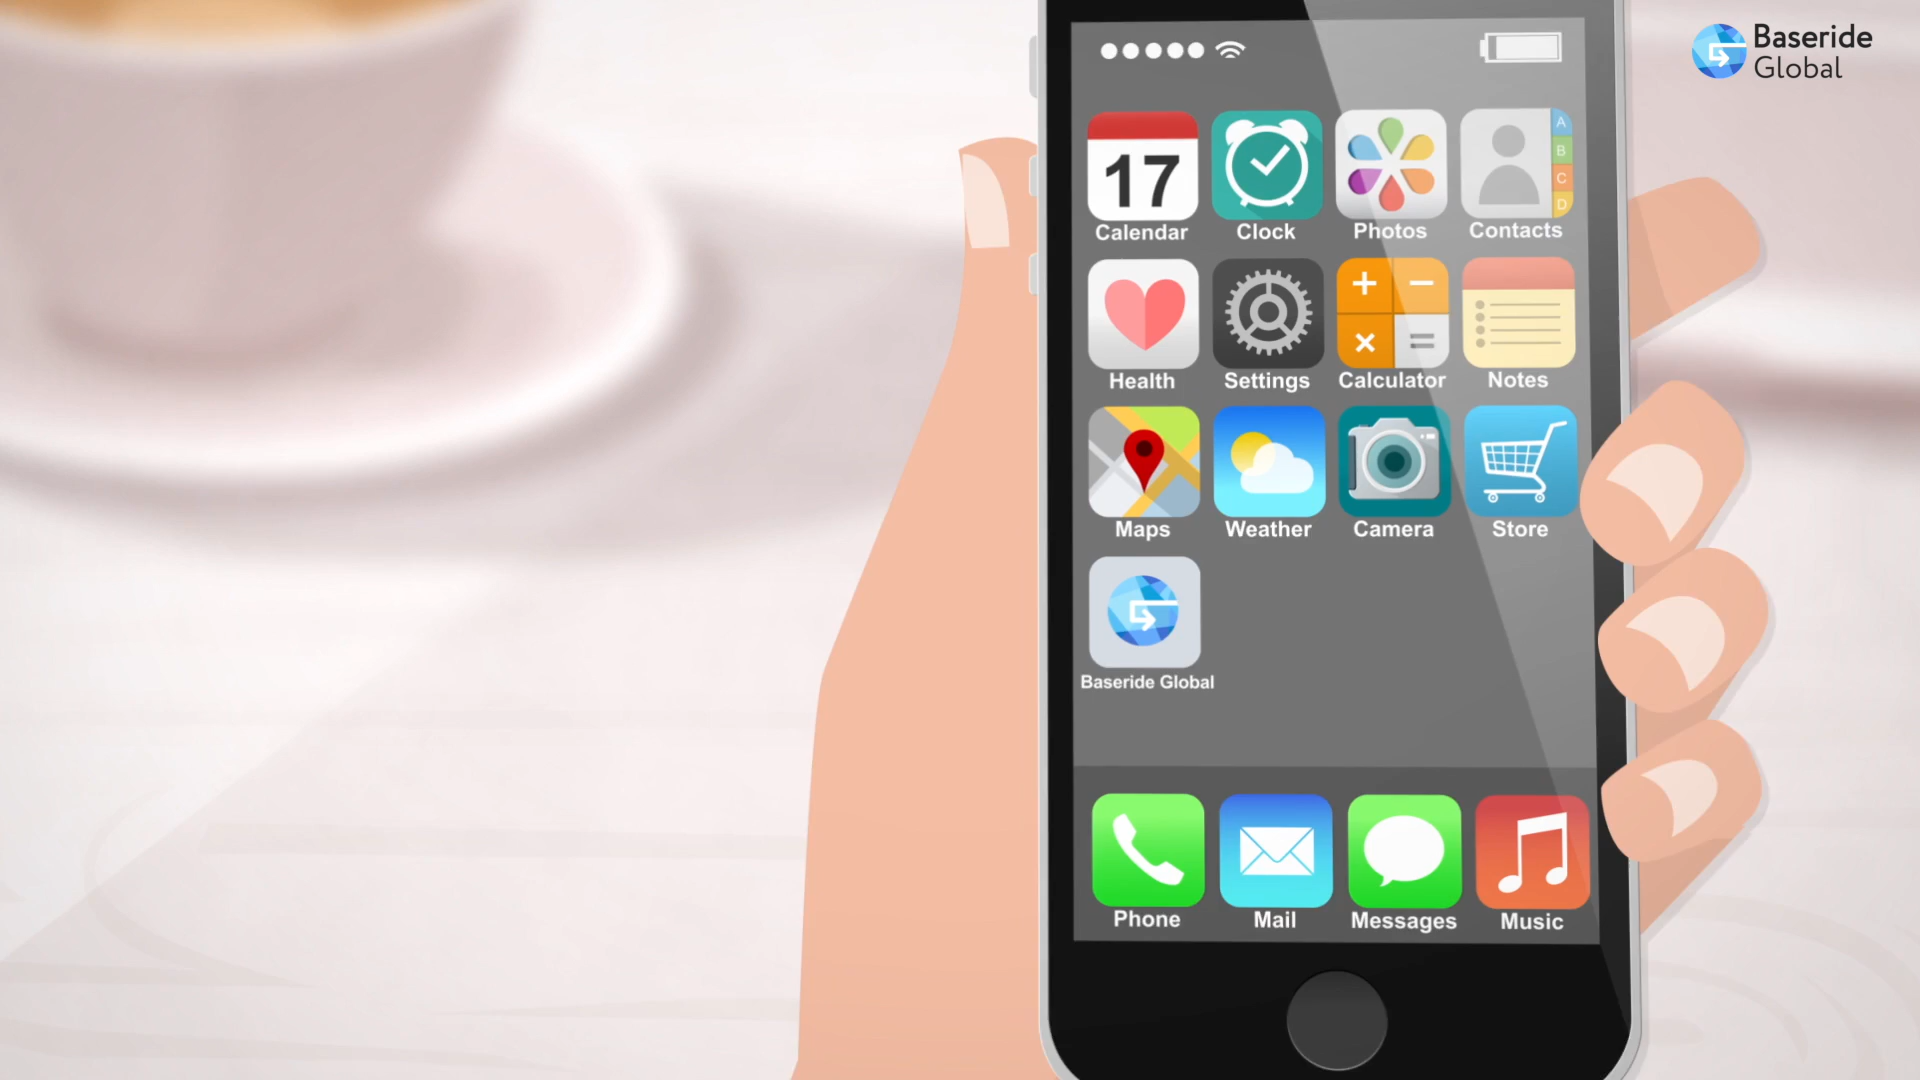 Baseride
Global
17
A
B
C
D
Calendar Clock Photos Contacts
Health Settings Calculator Notes
Maps Weather Camera Store
Baseride Global
Phone Mail Messages Music